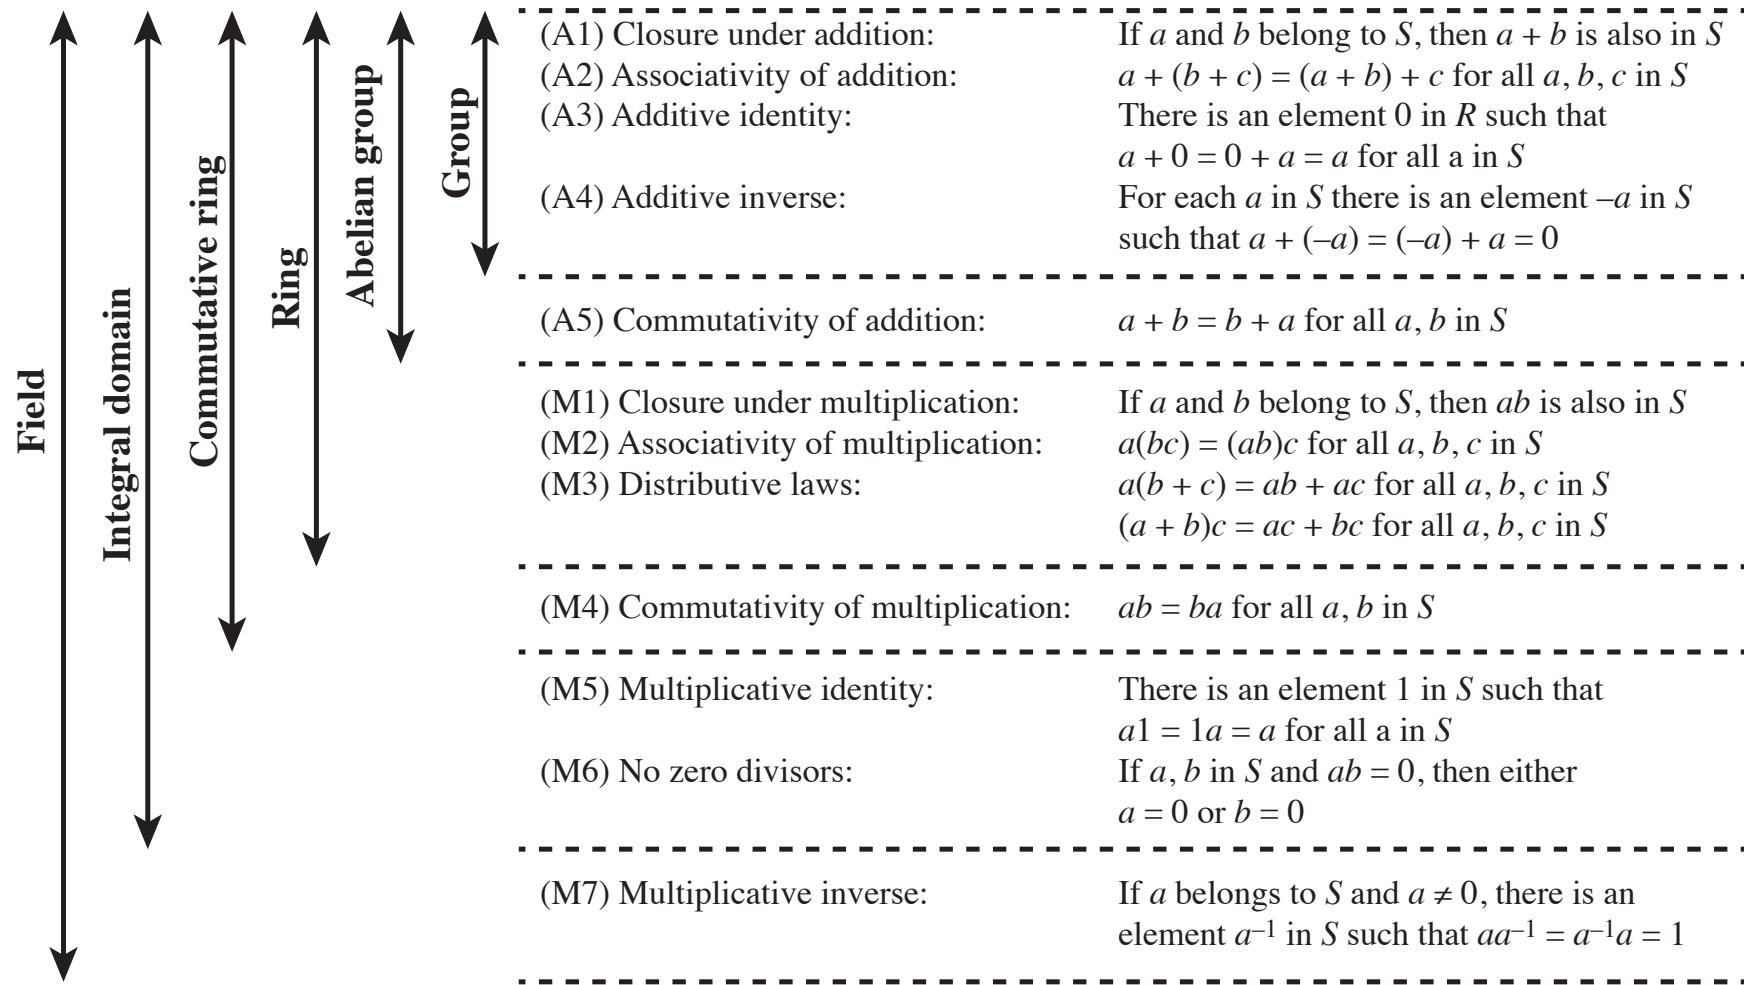 Field
Integral domain
Commutative ring
Ring
Abelian group
Group
(A1) Closure under addition: If a and b belong to S, then a + b is also in S
(A2) Associativity of addition: a + (b + c) = (a + b) + c for all a, b, c in S
(A3) Additive identity: There is an element 0 in R such that
a + 0 = 0 + a = a for all a in S
(A4) Additive inverse: For each a in S there is an element –a in S
such that a + (–a) = (–a) + a = 0
(A5) Commutativity of addition: a + b = b + a for all a, b in S
(M1) Closure under multiplication: If a and b belong to S, then ab is also in S
(M2) Associativity of multiplication: a(bc) = (ab)c for all a, b, c in S
(M3) Distributive laws: a(b + c) = ab + ac for all a, b, c in S
(a + b)c = ac + bc for all a, b, c in S
(M4) Commutativity of multiplication: ab = ba for all a, b in S
(M5) Multiplicative identity: There is an element 1 in S such that
a1 = 1a = a for all a in S
(M6) No zero divisors: If a, b in S and ab = 0, then either
a = 0 or b = 0
(M7) Multiplicative inverse: If a belongs to S and a ≠ 0, there is an
element a⁻¹ in S such that aa⁻¹ = a⁻¹a = 1